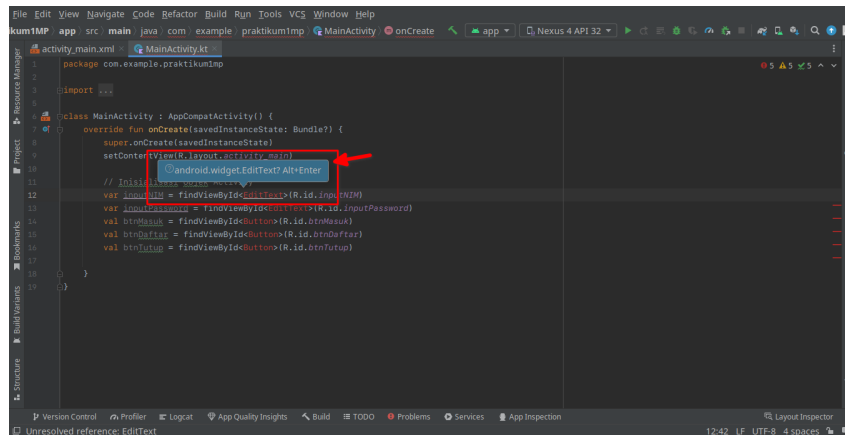 File Edit View Navigate Code Refactor Build Run Tools VCS Window Help
ikum1MP app src main java com example praktikum1mp MainActivity onCreate app Nexus 4 API 32
activity_main.xml MainActivity.kt
Resource Manager
Project
Bookmarks
Build Variants
Structure
1 package com.example.praktikum1mp 5 5 5
2
3 import ...
5
6 class MainActivity : AppCompatActivity() {
7 override fun onCreate(savedInstanceState: Bundle?) {
8 super.onCreate(savedInstanceState)
9 setContentView(R.layout.activity_main)
10 android.widget.EditText? Alt+Enter
11 // Inisialisasi Objek Activity
12 var inputNIM = findViewById<EditText>(R.id.inputNIM)
13 var inputPassword = findViewById<EditText>(R.id.inputPassword)
14 val btnMasuk = findViewById<Button>(R.id.btnMasuk)
15 val btnDaftar = findViewById<Button>(R.id.btnDaftar)
16 val btnTutup = findViewById<Button>(R.id.btnTutup)
17
18 }
19 }
Version Control Profiler Logcat App Quality Insights Build TODO Problems Services App Inspection Layout Inspector
Unresolved reference: EditText 12:42 LF UTF-8 4 spaces